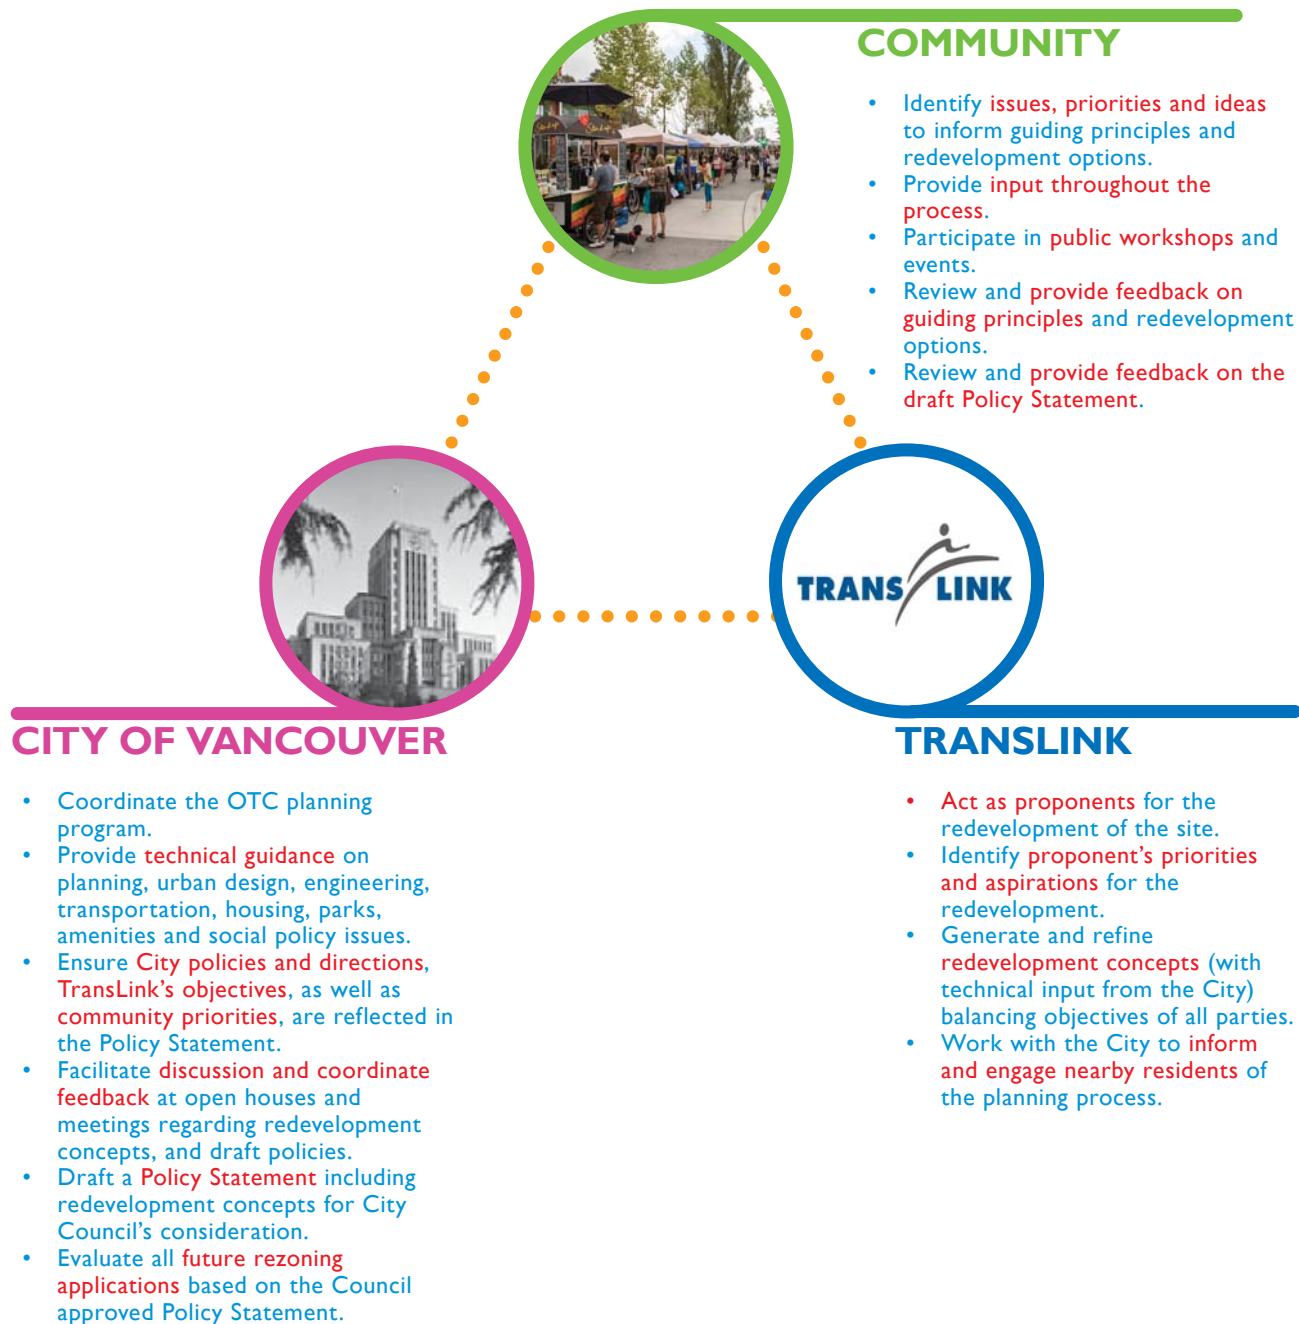 COMMUNITY
• Identify issues, priorities and ideas
to inform guiding principles and
redevelopment options.
• Provide input throughout the
process.
• Participate in public workshops and
events.
• Review and provide feedback on
guiding principles and redevelopment
options.
• Review and provide feedback on the
draft Policy Statement.
TRANS LINK
CITY OF VANCOUVER
• Coordinate the OTC planning
program.
• Provide technical guidance on
planning, urban design, engineering,
transportation, housing, parks,
amenities and social policy issues.
• Ensure City policies and directions,
TransLink's objectives, as well as
community priorities, are reflected in
the Policy Statement.
• Facilitate discussion and coordinate
feedback at open houses and
meetings regarding redevelopment
concepts, and draft policies.
• Draft a Policy Statement including
redevelopment concepts for City
Council's consideration.
• Evaluate all future rezoning
applications based on the Council
approved Policy Statement.
TRANSLINK
• Act as proponents for the
redevelopment of the site.
• Identify proponent's priorities
and aspirations for the
redevelopment.
• Generate and refine
redevelopment concepts (with
technical input from the City)
balancing objectives of all parties.
• Work with the City to inform
and engage nearby residents of
the planning process.